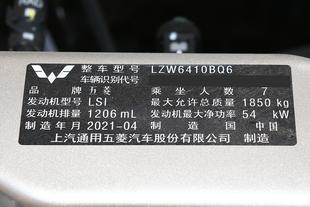 整车型号 LZW6410BQ6
车辆识别代号
品牌 五菱 乘坐人数 7
发动机型号 LSI 最大允许总质量 1850 kg
发动机排量 1206 mL 发动机最大净功率 54 kW
制造年月 2021-04 制造国 中国
上汽通用五菱汽车股份有限公司 制造